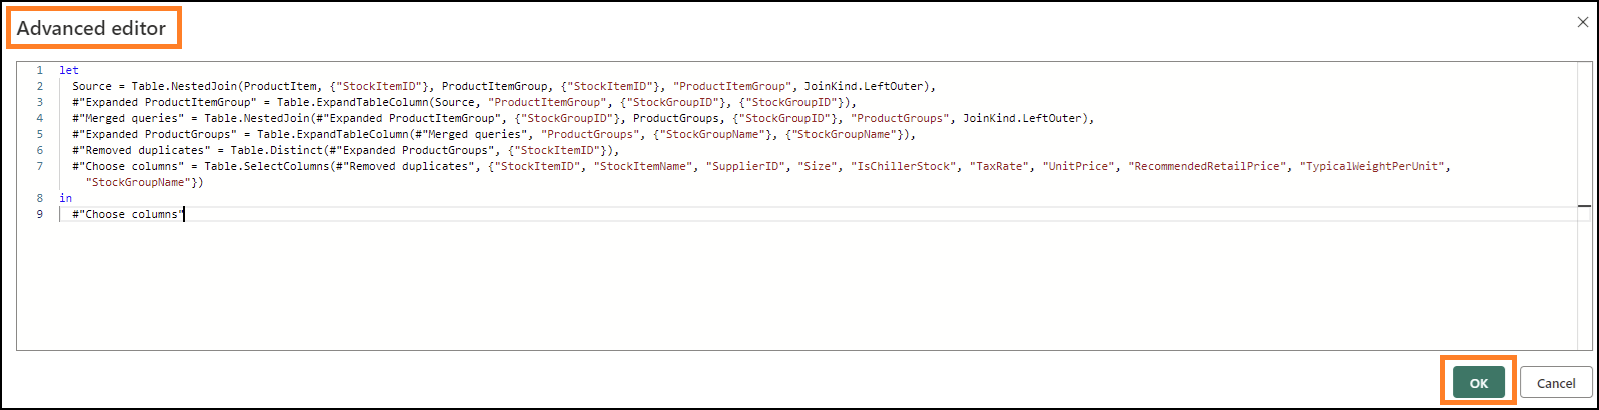 Advanced editor
1 let
2 Source = Table.NestedJoin(ProductItem, {"StockItemID"}, ProductItemGroup, {"StockItemID"}, "ProductItemGroup", JoinKind.LeftOuter),
3 #"Expanded ProductItemGroup" = Table.ExpandTableColumn(Source, "ProductItemGroup", {"StockGroupID"}, {"StockGroupID"}),
4 #"Merged queries" = Table.NestedJoin(#"Expanded ProductItemGroup", {"StockGroupID"}, ProductGroups, {"StockGroupID"}, "ProductGroups", JoinKind.LeftOuter),
5 #"Expanded ProductGroups" = Table.ExpandTableColumn(#"Merged queries", "ProductGroups", {"StockGroupName"}, {"StockGroupName"}),
6 #"Removed duplicates" = Table.Distinct(#"Expanded ProductGroups", {"StockItemID"}),
7 #"Choose columns" = Table.SelectColumns(#"Removed duplicates", {"StockItemID", "StockItemName", "SupplierID", "Size", "IsChillerStock", "TaxRate", "UnitPrice", "RecommendedRetailPrice", "TypicalWeightPerUnit",
"StockGroupName"})
8 in
9 #"Choose columns"
OK Cancel